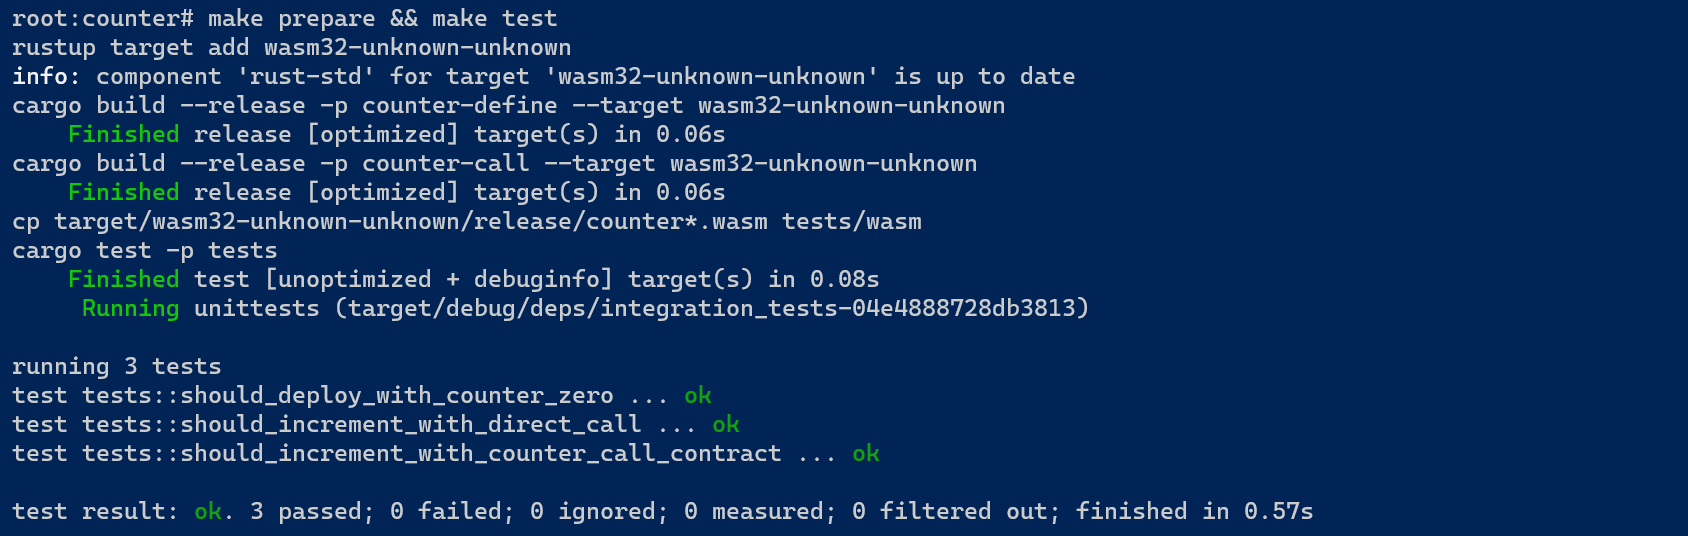 root:counter# make prepare && make test
rustup target add wasm32-unknown-unknown
info: component 'rust-std' for target 'wasm32-unknown-unknown' is up to date
cargo build --release -p counter-define --target wasm32-unknown-unknown
    Finished release [optimized] target(s) in 0.06s
cargo build --release -p counter-call --target wasm32-unknown-unknown
    Finished release [optimized] target(s) in 0.06s
cp target/wasm32-unknown-unknown/release/counter*.wasm tests/wasm
cargo test -p tests
    Finished test [unoptimized + debuginfo] target(s) in 0.08s
     Running unittests (target/debug/deps/integration_tests-04e4888728db3813)
running 3 tests
test tests::should_deploy_with_counter_zero ... ok
test tests::should_increment_with_direct_call ... ok
test tests::should_increment_with_counter_call_contract ... ok
test result: ok. 3 passed; 0 failed; 0 ignored; 0 measured; 0 filtered out; finished in 0.57s